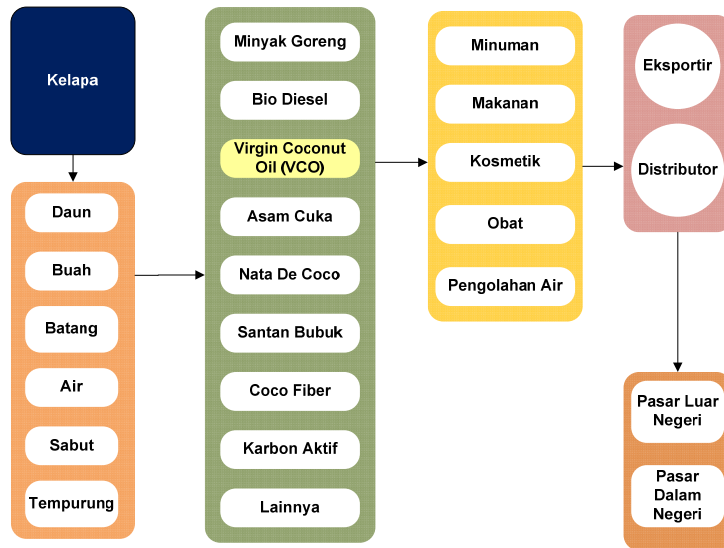 Kelapa
Daun
Buah
Batang
Air
Sabut
Tempurung
Minyak Goreng
Bio Diesel
Virgin Coconut
Oil (VCO)
Asam Cuka
Nata De Coco
Santan Bubuk
Coco Fiber
Karbon Aktif
Lainnya
Minuman
Makanan
Kosmetik
Obat
Pengolahan Air
Eksportir
Distributor
Pasar Luar
Negeri
Pasar
Dalam
Negeri